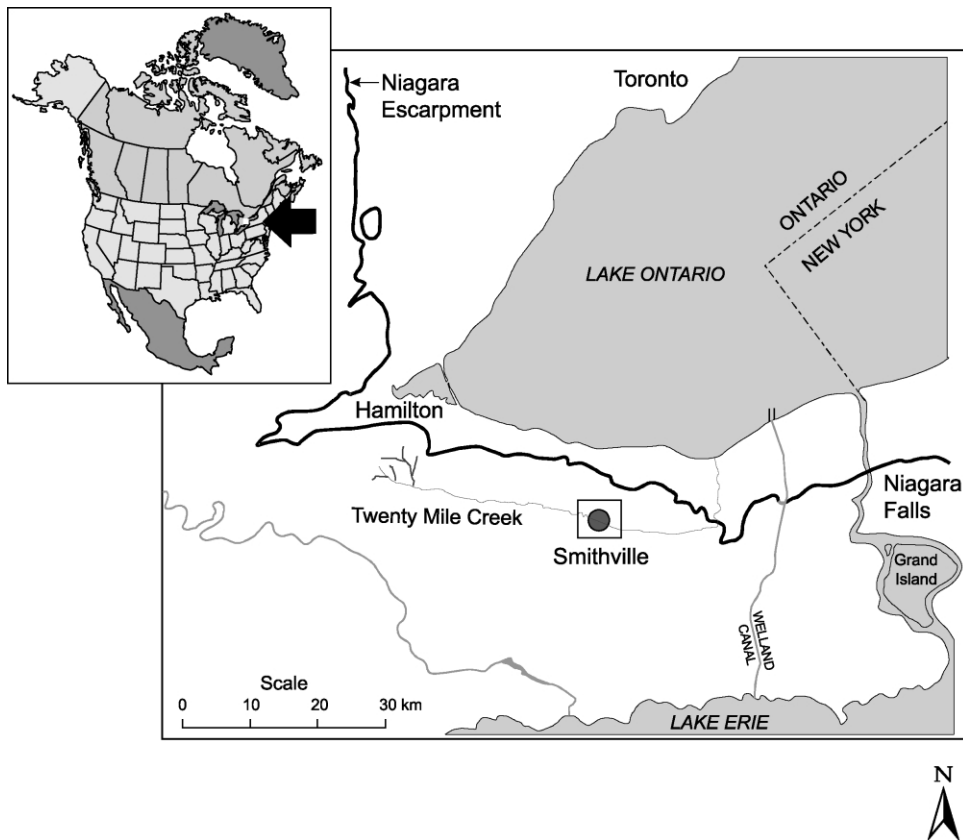 Niagara
Escarpment
Toronto
ONTARIO
NEW YORK
LAKE ONTARIO
Hamilton
Niagara
Falls
Twenty Mile Creek
Smithville
Grand
Island
WELLAND
CANAL
Scale
0 10 20 30 km
LAKE ERIE
N